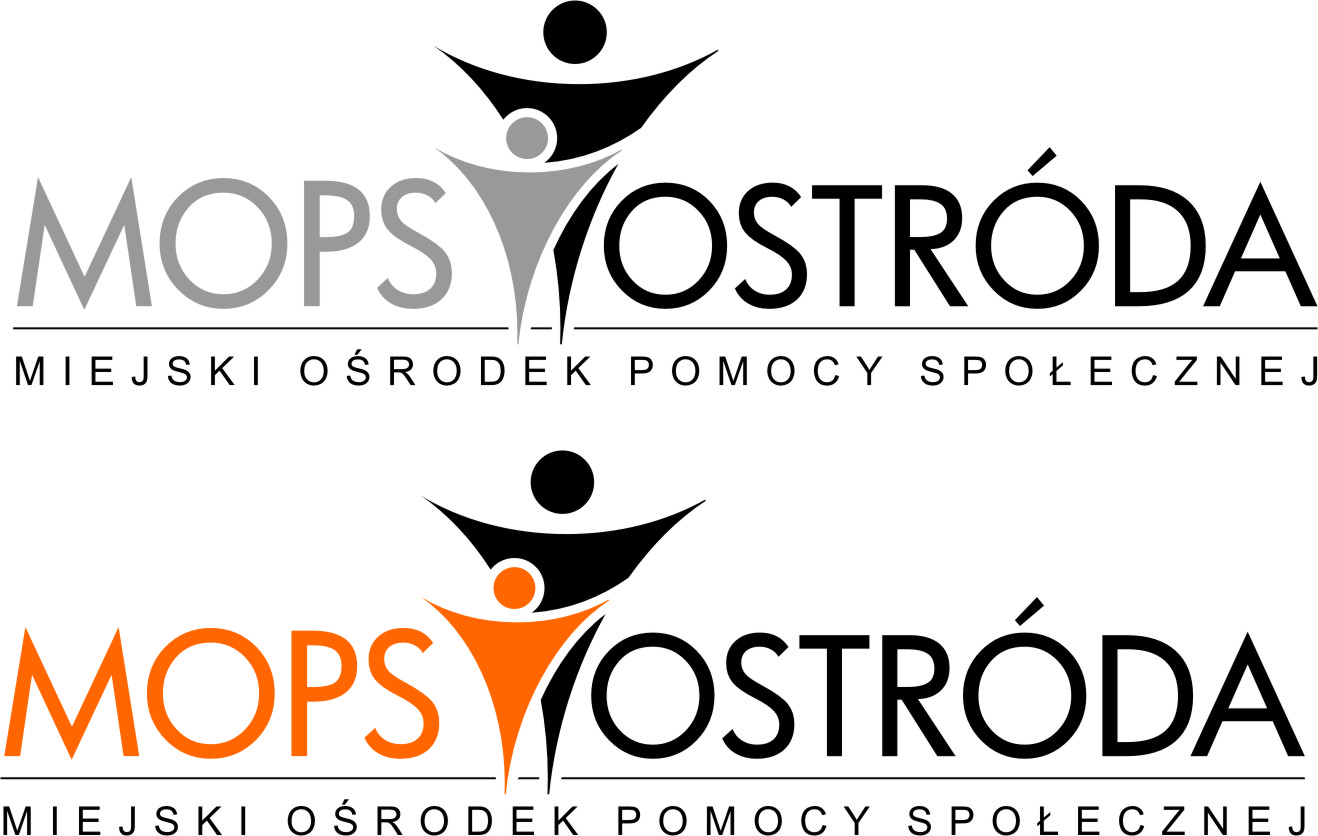 MOPS OSTRÓDA
MIEJSKI OŚRODEK POMOCY SPOŁECZNEJ
MOPS OSTRÓDA
MIEJSKI OŚRODEK POMOCY SPOŁECZNEJ